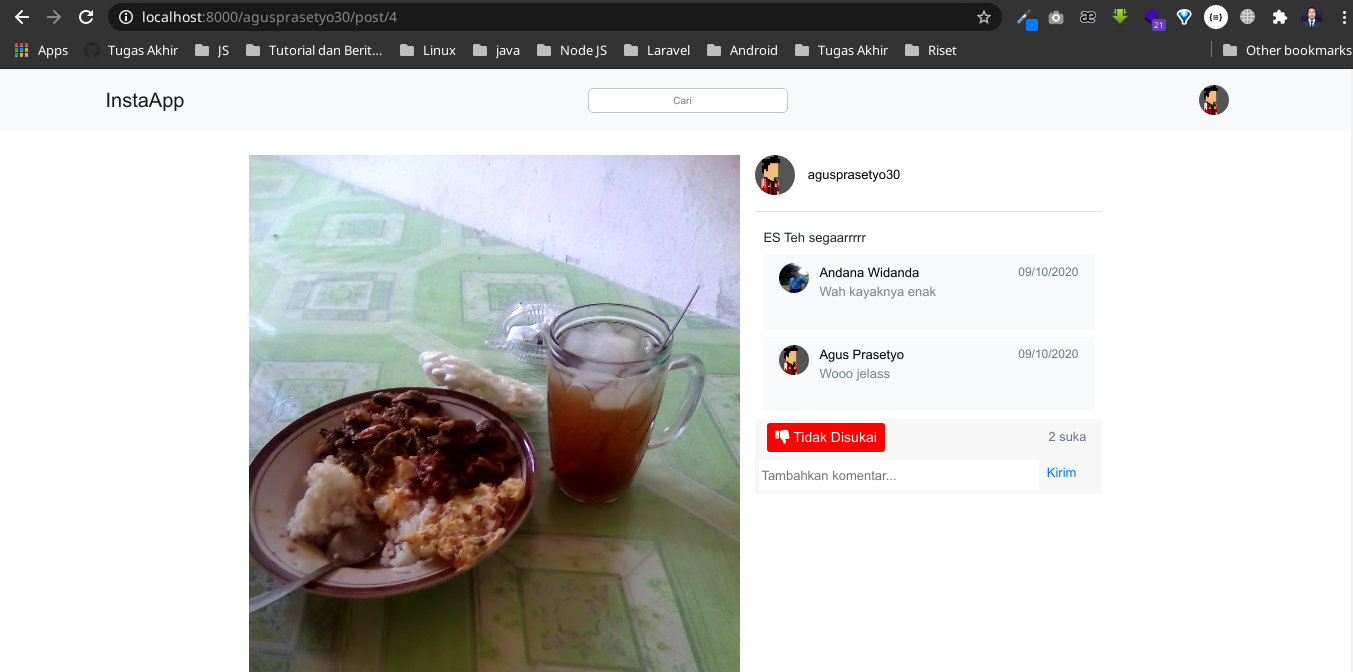 localhost:8000/agusprasetyo30/post/4
21
Apps Tugas Akhir JS Tutorial dan Berit... Linux java Node JS Laravel Android Tugas Akhir Riset Other bookmarks
InstaApp Cari
agusprasetyo30
ES Teh segaarrrrr
Andana Widanda 09/10/2020
Wah kayaknya enak
Agus Prasetyo 09/10/2020
Wooo jelass
Tidak Disukai 2 suka
Tambahkan komentar... Kirim